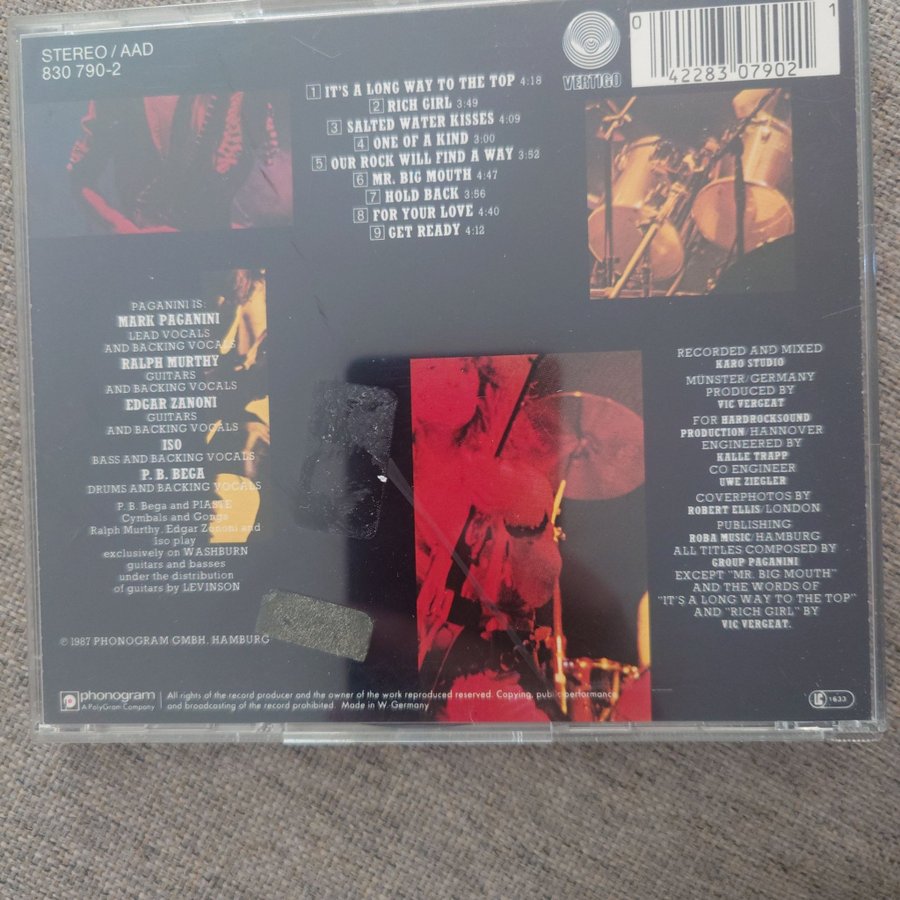 STEREO / AAD
830 790-2
1 IT'S A LONG WAY TO THE TOP 4:18
2 RICH GIRL 3:49
3 SALTED WATER KISSES 4:09
4 ONE OF A KIND 3:00
5 OUR ROCK WILL FIND A WAY 3:52
6 MR. BIG MOUTH 4:47
7 HOLD BACK 3:56
8 FOR YOUR LOVE 4:40
9 GET READY 4:12
VERTIGO
0 42283 07902 1
PAGANINI IS:
MARK PAGANINI
LEAD VOCALS
AND BACKING VOCALS
RALPH MURTHY
GUITARS
AND BACKING VOCALS
EDGAR ZANONI
GUITARS
AND BACKING VOCALS
ISO
BASS AND BACKING VOCALS
P. B. BEGA
DRUMS AND BACKING VOCALS
P. B. Bega and PIASTE
Cymbals and Gongs
Ralph Murthy, Edgar Zanoni and
Iso play
exclusively on WASHBURN
guitars and basses
under the distribution
of guitars by LEVINSON
© 1987 PHONOGRAM GMBH, HAMBURG
RECORDED AND MIXED
KARO STUDIO
MÜNSTER/GERMANY
PRODUCED BY
VIC VERGEAT
FOR HARDROCKSOUND
PRODUCTION/HANNOVER
ENGINEERED BY
KALLE TRAPP
CO ENGINEER
UWE ZIEGLER
COVERPHOTOS BY
ROBERT ELLIS/LONDON
PUBLISHING
ROBA MUSIC/HAMBURG
ALL TITLES COMPOSED BY
GROUP PAGANINI
EXCEPT "MR. BIG MOUTH"
AND THE WORDS OF
"IT'S A LONG WAY TO THE TOP"
AND "RICH GIRL" BY
VIC VERGEAT.
phonogram
A PolyGram Company
All rights of the record producer and the owner of the work reproduced reserved. Copying, public performance
and broadcasting of the record prohibited. Made in W. Germany
LC 1633